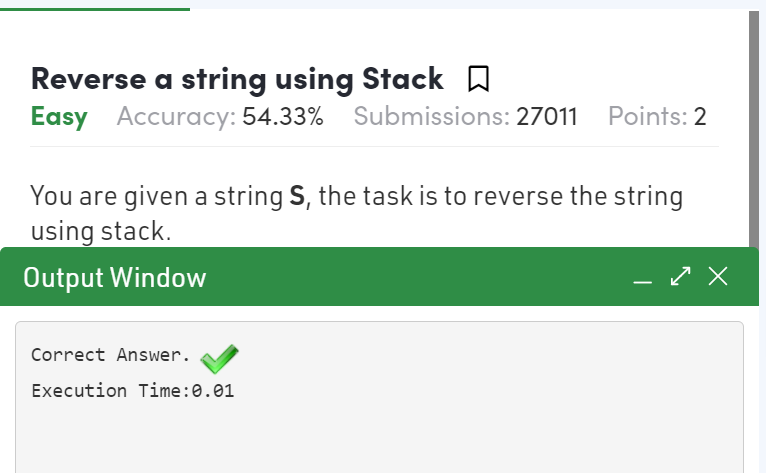 Reverse a string using Stack
Easy Accuracy: 54.33% Submissions: 27011 Points: 2
You are given a string S, the task is to reverse the string
using stack.
Output Window
Correct Answer.
Execution Time:0.01